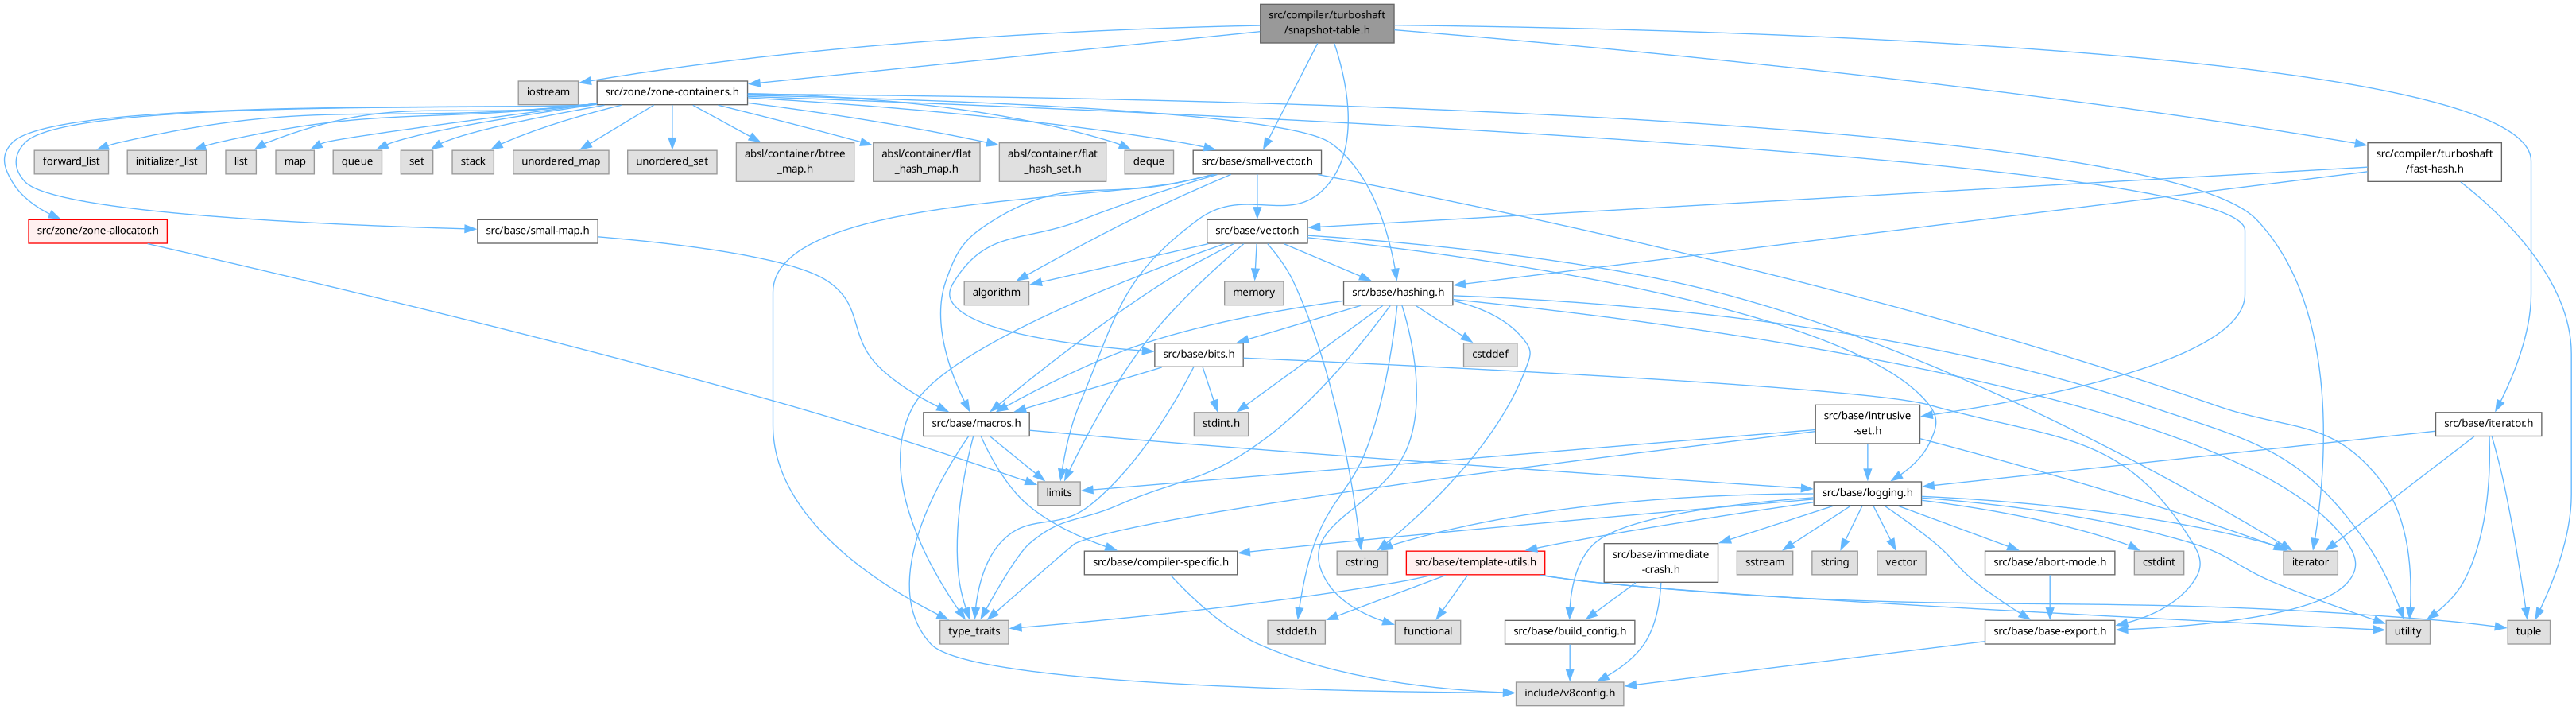 src/compiler/turboshaft
/snapshot-table.h
iostream
src/zone/zone-containers.h
forward_list
initializer_list
list
map
queue
set
stack
unordered_map
unordered_set
absl/container/btree
_map.h
absl/container/flat
_hash_map.h
absl/container/flat
_hash_set.h
deque
src/base/small-vector.h
src/compiler/turboshaft
/fast-hash.h
src/zone/zone-allocator.h
src/base/small-map.h
src/base/vector.h
algorithm
memory
src/base/hashing.h
src/base/bits.h
cstddef
src/base/macros.h
stdint.h
src/base/intrusive
-set.h
src/base/iterator.h
limits
src/base/logging.h
src/base/compiler-specific.h
cstring
src/base/template-utils.h
src/base/immediate
-crash.h
sstream
string
vector
src/base/abort-mode.h
cstdint
iterator
type_traits
stddef.h
functional
src/base/build_config.h
src/base/base-export.h
utility
tuple
include/v8config.h